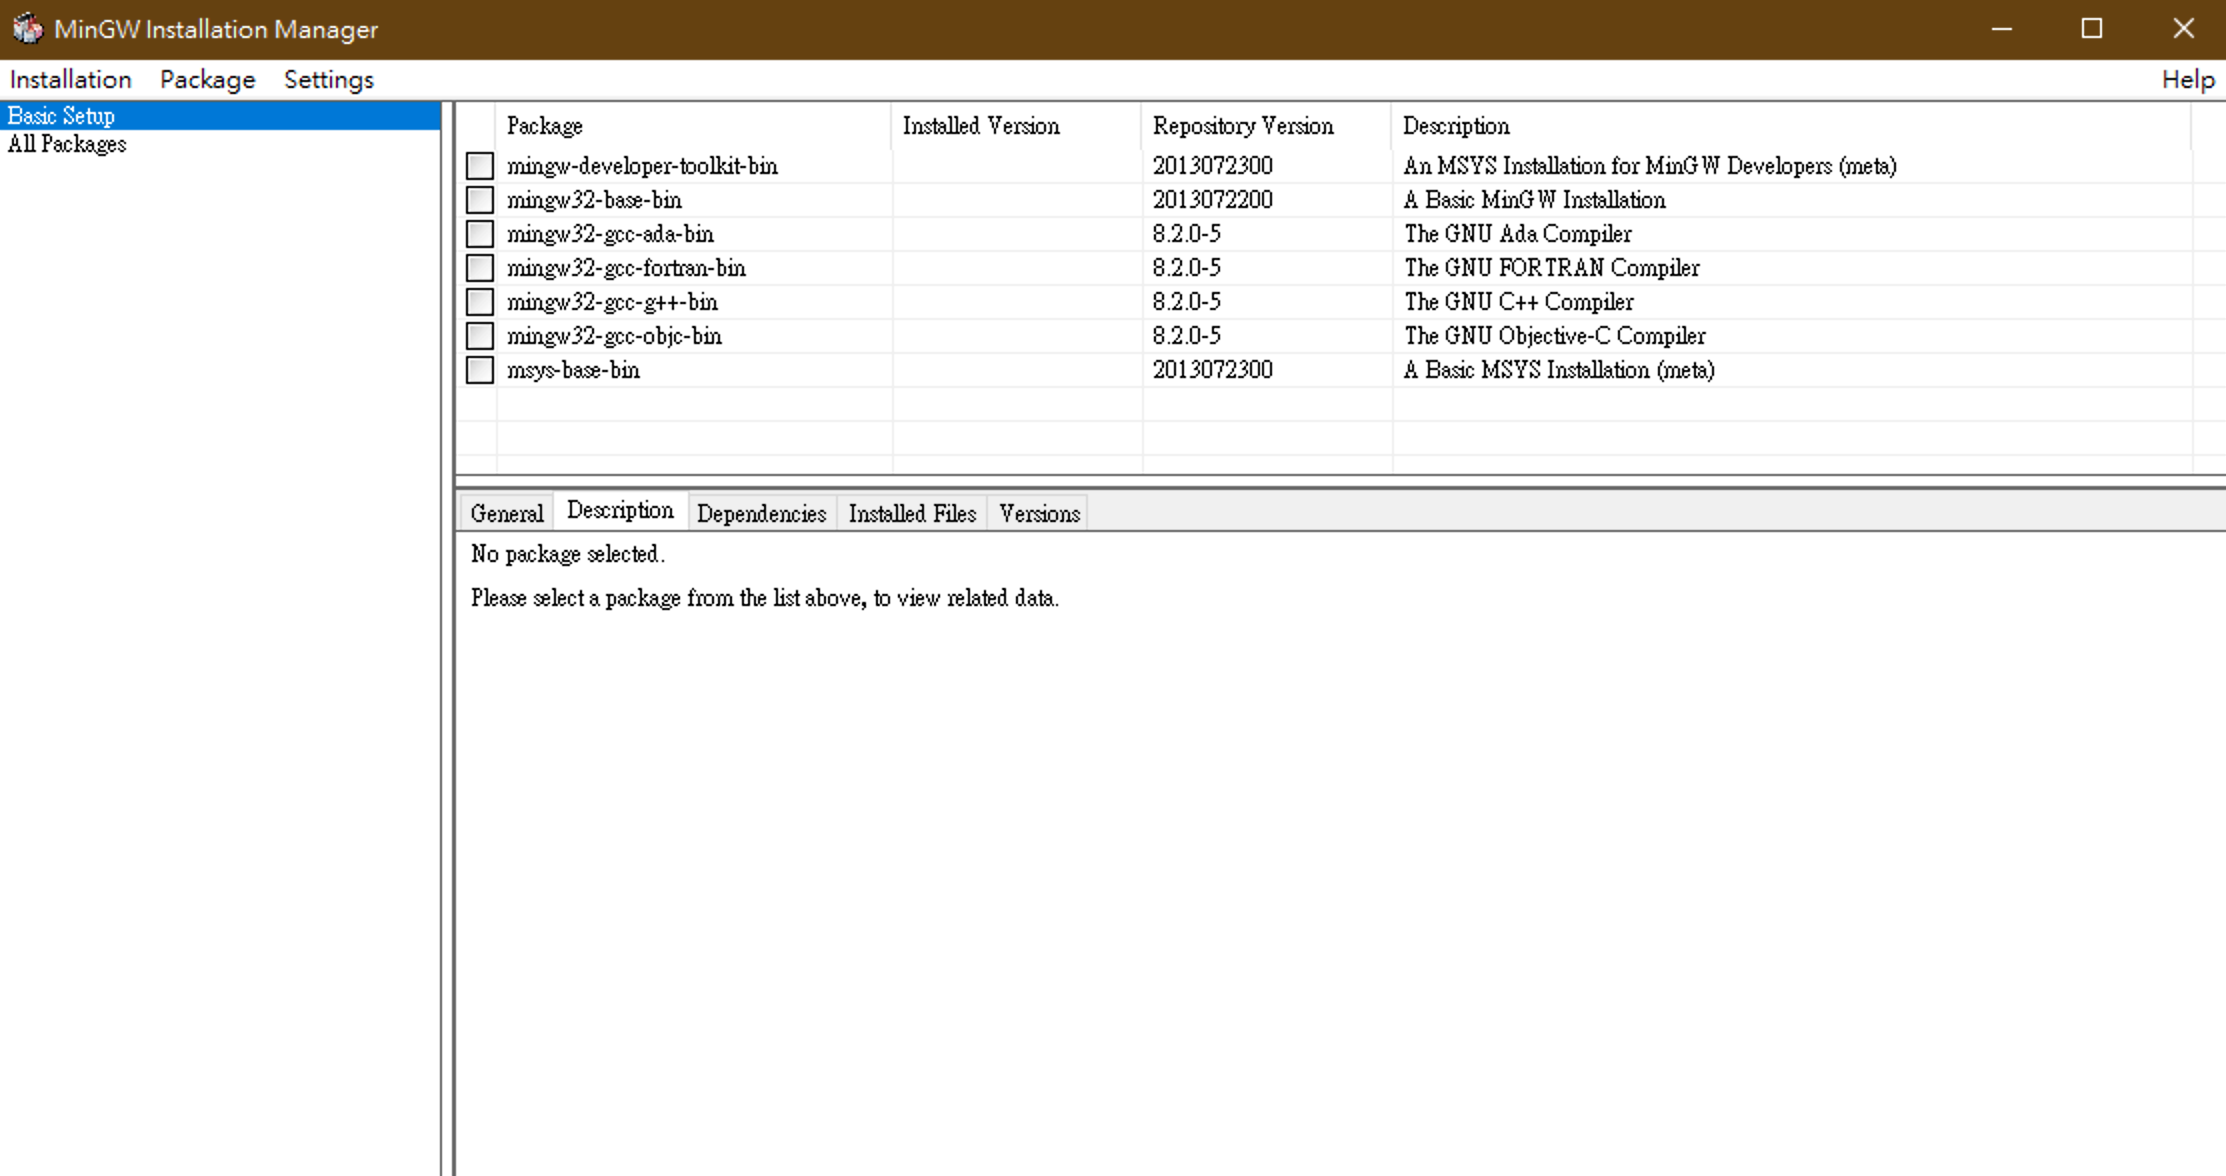 MinGW Installation Manager
Installation Package Settings Help
Basic Setup
All Packages
Package Installed Version Repository Version Description
mingw-developer-toolkit-bin 2013072300 An MSYS Installation for MinGW Developers (meta)
mingw32-base-bin 2013072200 A Basic MinGW Installation
mingw32-gcc-ada-bin 8.2.0-5 The GNU Ada Compiler
mingw32-gcc-fortran-bin 8.2.0-5 The GNU FORTRAN Compiler
mingw32-gcc-g++-bin 8.2.0-5 The GNU C++ Compiler
mingw32-gcc-objc-bin 8.2.0-5 The GNU Objective-C Compiler
msys-base-bin 2013072300 A Basic MSYS Installation (meta)
General Description Dependencies Installed Files Versions
No package selected.
Please select a package from the list above, to view related data.